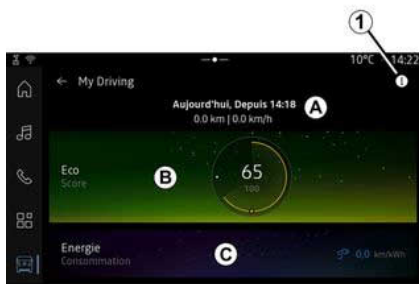 1
10°C 14:22
My Driving
Aujourd'hui, Depuis 14:18
0.0 km | 0.0 km/h
A
Eco
Score
B
65
100
Energie
Consommation
C
0,0 km/kWh